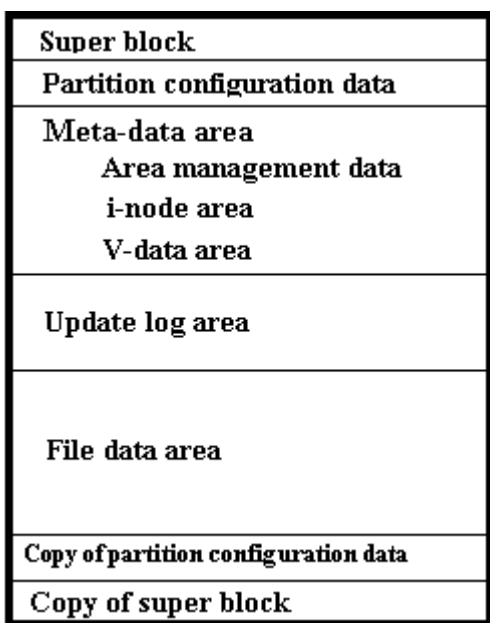 Super block
Partition configuration data
Meta-data area
Area management data
i-node area
V-data area
Update log area
File data area
Copy of partition configuration data
Copy of super block